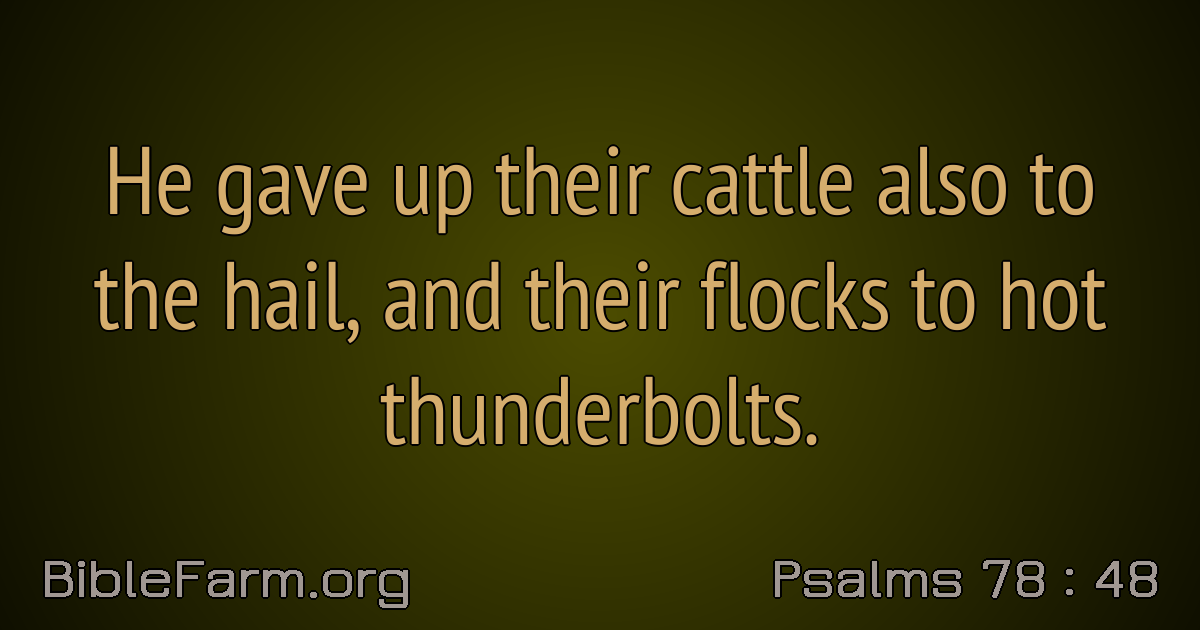 He gave up their cattle also to
the hail, and their flocks to hot
thunderbolts.
BibleFarm.org
Psalms 78 : 48